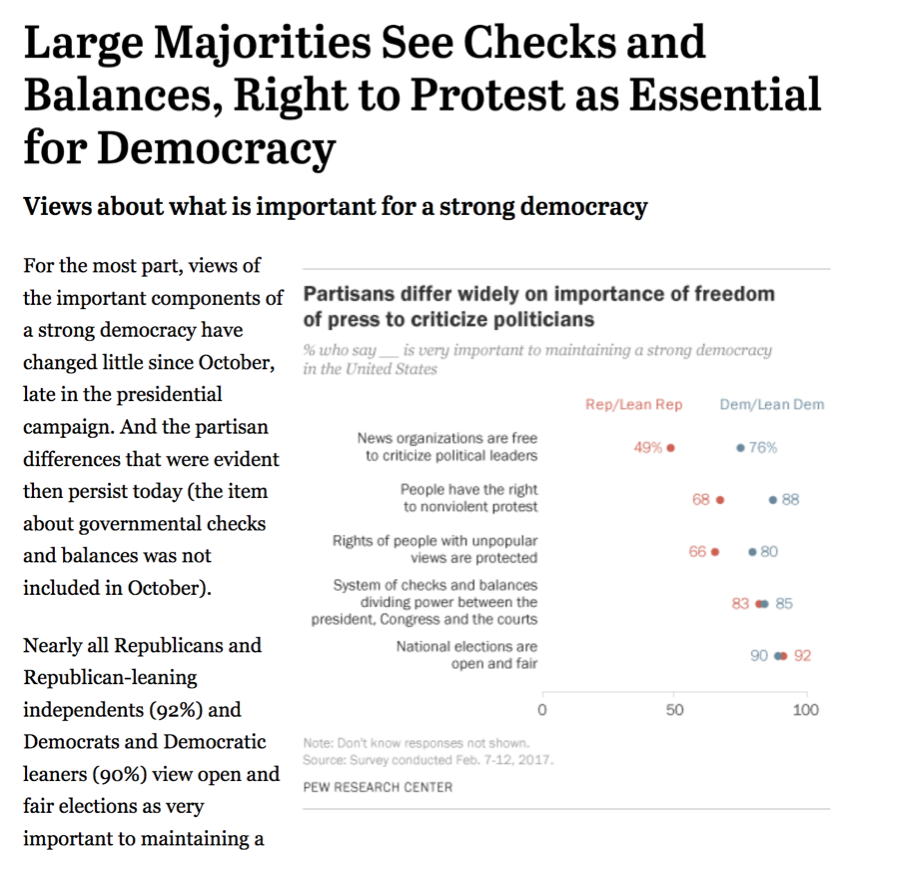 Large Majorities See Checks and
Balances, Right to Protest as Essential
for Democracy
Views about what is important for a strong democracy
For the most part, views of
the important components of
a strong democracy have
changed little since October,
late in the presidential
campaign. And the partisan
differences that were evident
then persist today (the item
about governmental checks
and balances was not
included in October).
Nearly all Republicans and
Republican-leaning
independents (92%) and
Democrats and Democratic
leaners (90%) view open and
fair elections as very
important to maintaining a
Partisans differ widely on importance of freedom
of press to criticize politicians
% who say __ is very important to maintaining a strong democracy
in the United States
Rep/Lean Rep Dem/Lean Dem
News organizations are free
to criticize political leaders
49% 76%
People have the right
to nonviolent protest
68 88
Rights of people with unpopular
views are protected
66 80
System of checks and balances
dividing power between the
president, Congress and the courts
83 85
National elections are
open and fair
90 92
0 50 100
Note: Don't know responses not shown.
Source: Survey conducted Feb. 7-12, 2017.
PEW RESEARCH CENTER